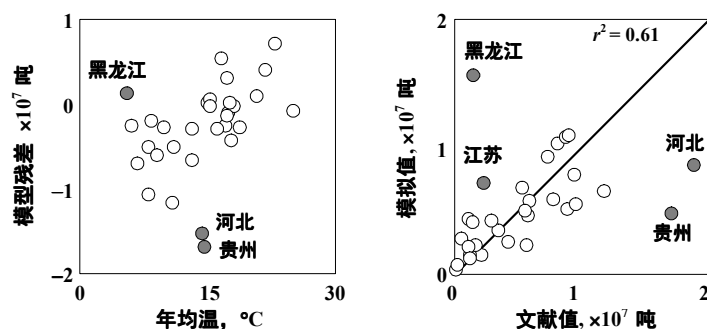 1
0
−1
−2
模型残差 ×10⁷ 吨
黑龙江
河北
贵州
0
15
30
年均温，°C
2
1
0
模拟值, ×10⁷ 吨
r² = 0.61
黑龙江
江苏
河北
贵州
0
1
2
文献值, ×10⁷ 吨